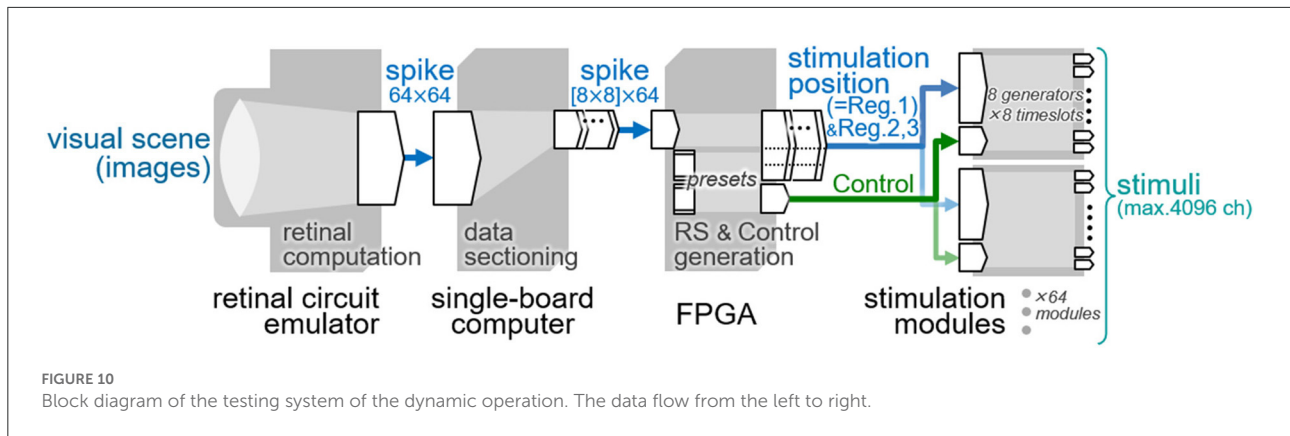 visual scene
(images)
retinal
computation
retinal circuit
emulator
spike
64×64
data
sectioning
single-board
computer
spike
[8×8]×64
presets
RS & Control
generation
FPGA
stimulation
position
(=Reg.1)
&Reg.2,3
Control
8 generators
×8 timeslots
stimulation
modules
×64
modules
stimuli
(max.4096 ch)
FIGURE 10
Block diagram of the testing system of the dynamic operation. The data flow from the left to right.